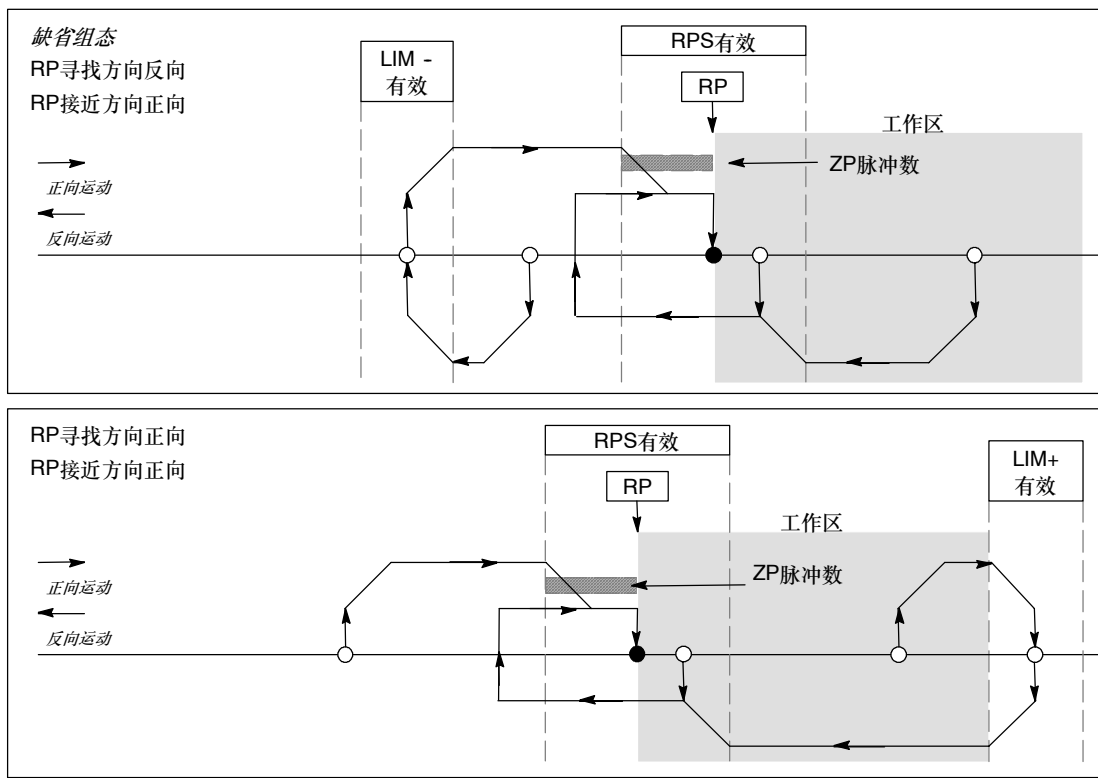 缺省组态
RP寻找方向反向
RP接近方向正向
LIM -
有效
RPS有效
RP
工作区
ZP脉冲数
正向运动
反向运动
RP寻找方向正向
RP接近方向正向
RPS有效
LIM+
有效
RP
工作区
ZP脉冲数
正向运动
反向运动